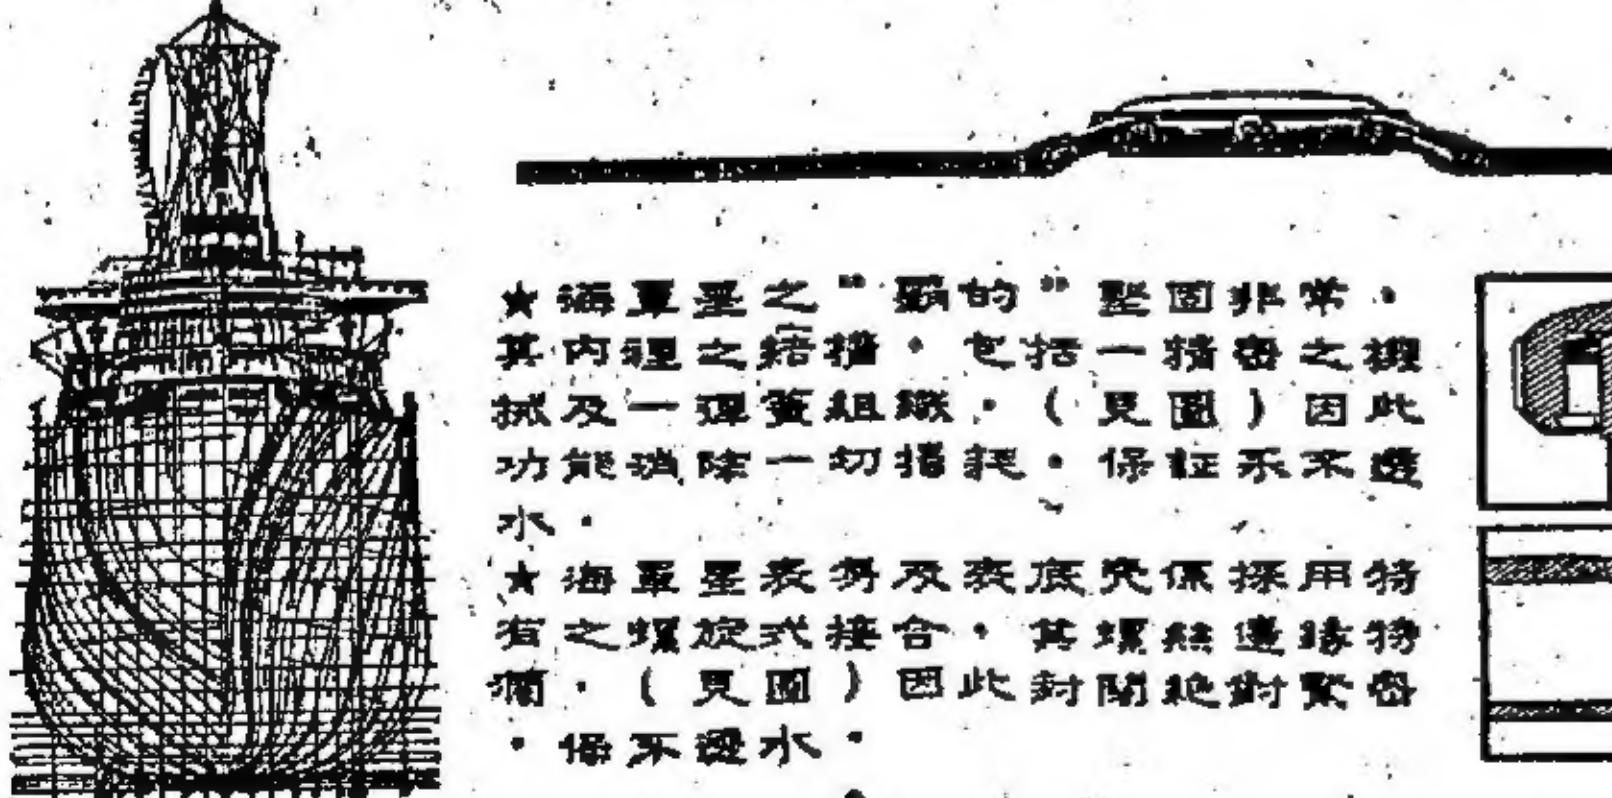 ★海軍星之"霸的"堅固非常。
其內裡之結構。包括一精密之機
械及一彈簧組織。(見圖)因此
功能消除一切損耗。保証永不透
水。
★海軍星表殼及表底売係採用特
有之螺旋式接合。其螺絲邊緣特
濶。(見圖)因此封閉絕對緊密
。保不透水。